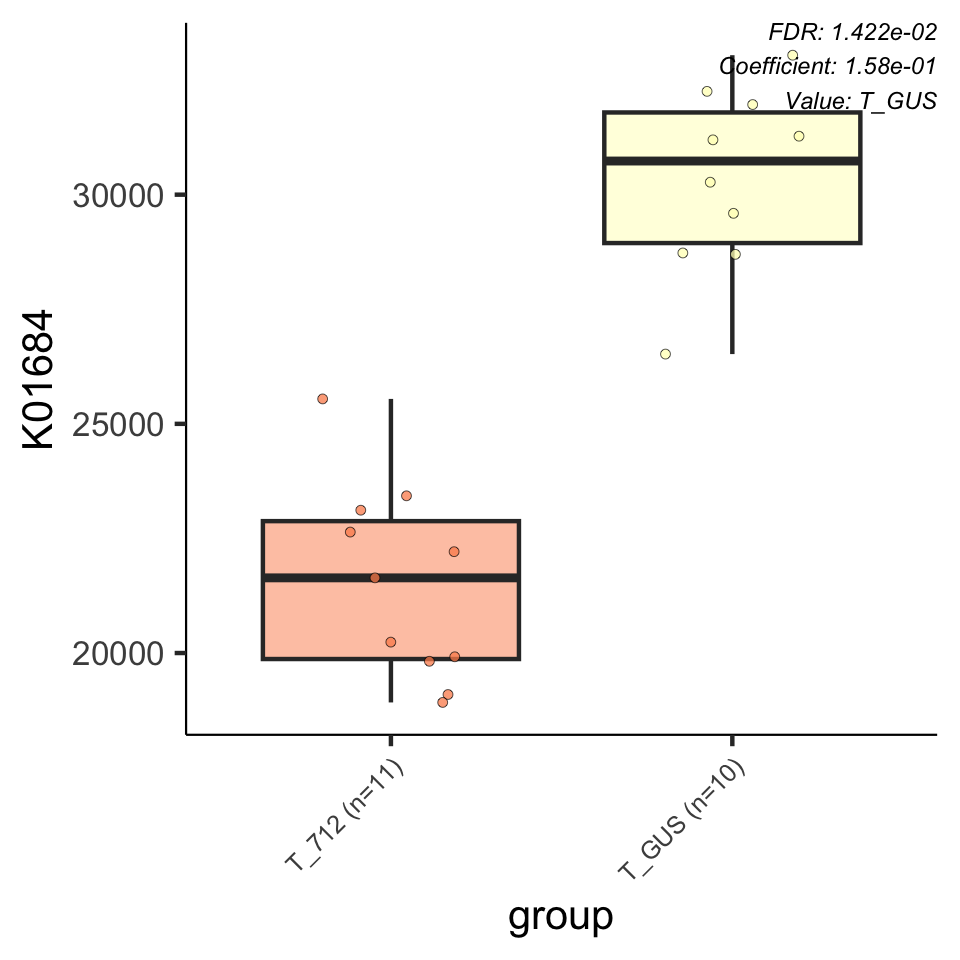 FDR: 1.422e-02
Coefficient: 1.58e-01
Value: T_GUS
30000
25000
20000
K01684
T_712 (n=11)
T_GUS (n=10)
group